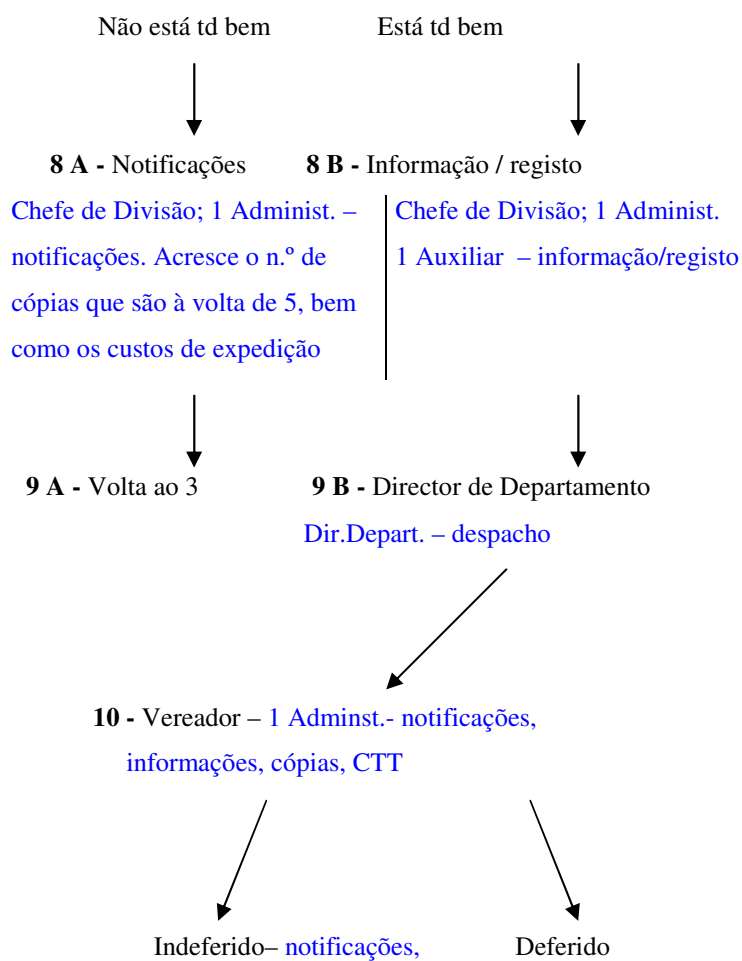 Não está td bem Está td bem
8 A - Notificações 8 B - Informação / registo
Chefe de Divisão; 1 Administ. –
notificações. Acresce o n.º de
cópias que são à volta de 5, bem
como os custos de expedição
Chefe de Divisão; 1 Administ.
1 Auxiliar – informação/registo
9 A - Volta ao 3 9 B - Director de Departamento
Dir.Depart. – despacho
10 - Vereador – 1 Adminst.- notificações,
informações, cópias, CTT
Indeferido– notificações, Deferido